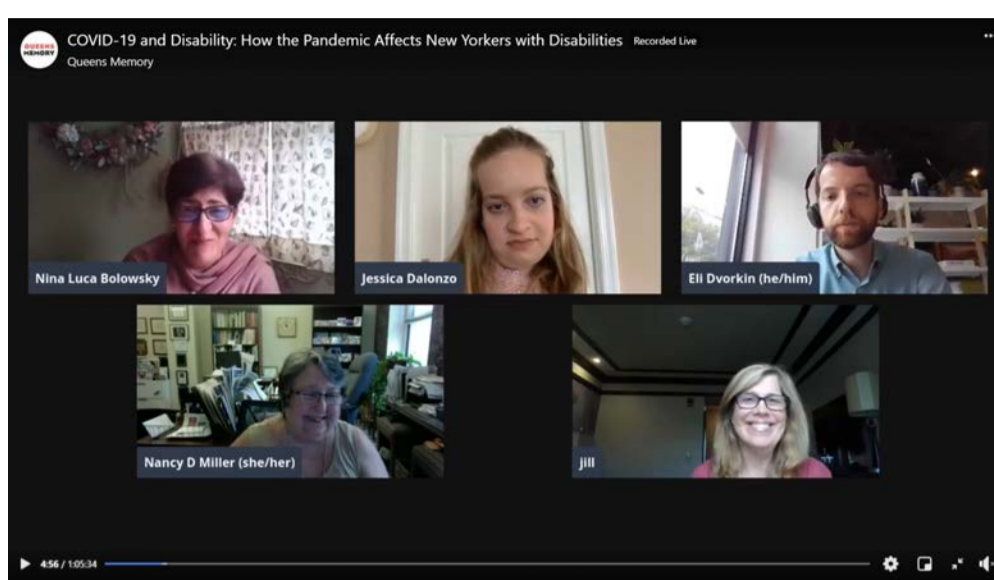 QUEENS
MEMORY
COVID-19 and Disability: How the Pandemic Affects New Yorkers with Disabilities Recorded Live
Queens Memory
Nina Luca Bolowsky
Jessica Dalonzo
Eli Dvorkin (he/him)
Nancy D Miller (she/her)
jill
4:56 / 1:05:34